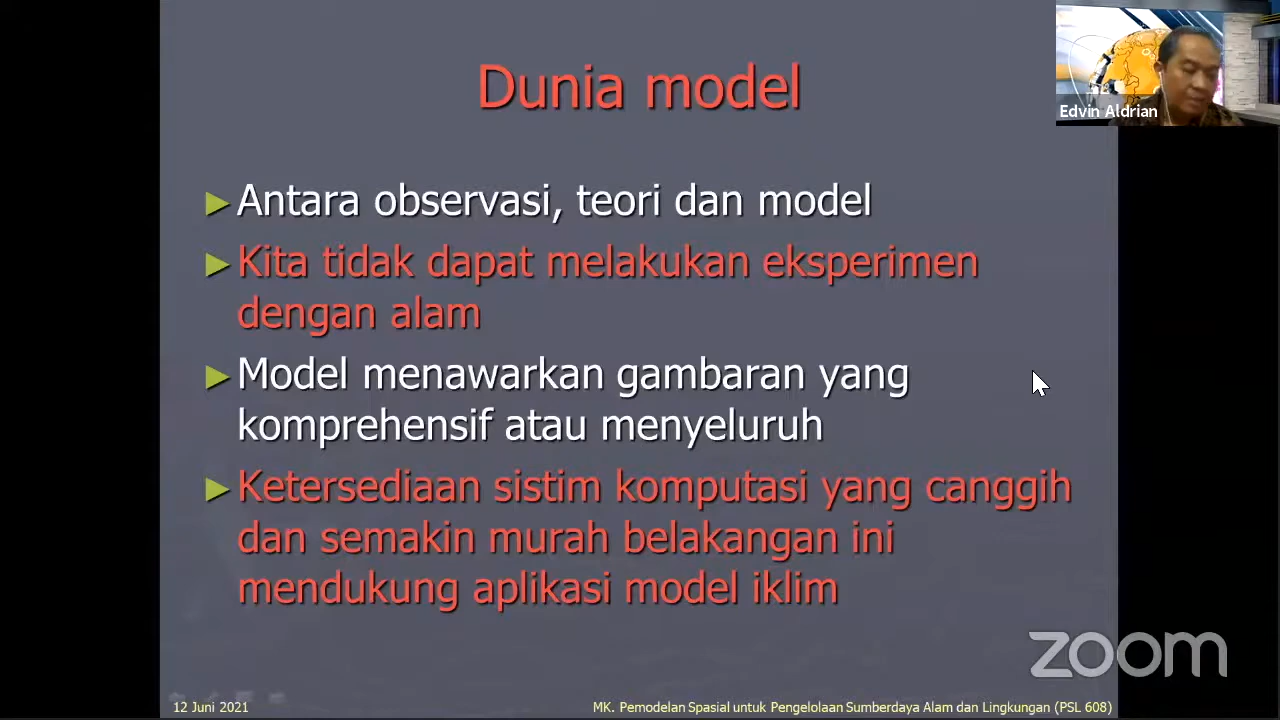 Dunia model
Edvin Aldrian
►Antara observasi, teori dan model
►Kita tidak dapat melakukan eksperimen
dengan alam
►Model menawarkan gambaran yang
komprehensif atau menyeluruh
►Ketersediaan sistim komputasi yang canggih
dan semakin murah belakangan ini
mendukung aplikasi model iklim
zoom
12 Juni 2021
MK. Pemodelan Spasial untuk Pengelolaan Sumberdaya Alam dan Lingkungan (PSL 608)